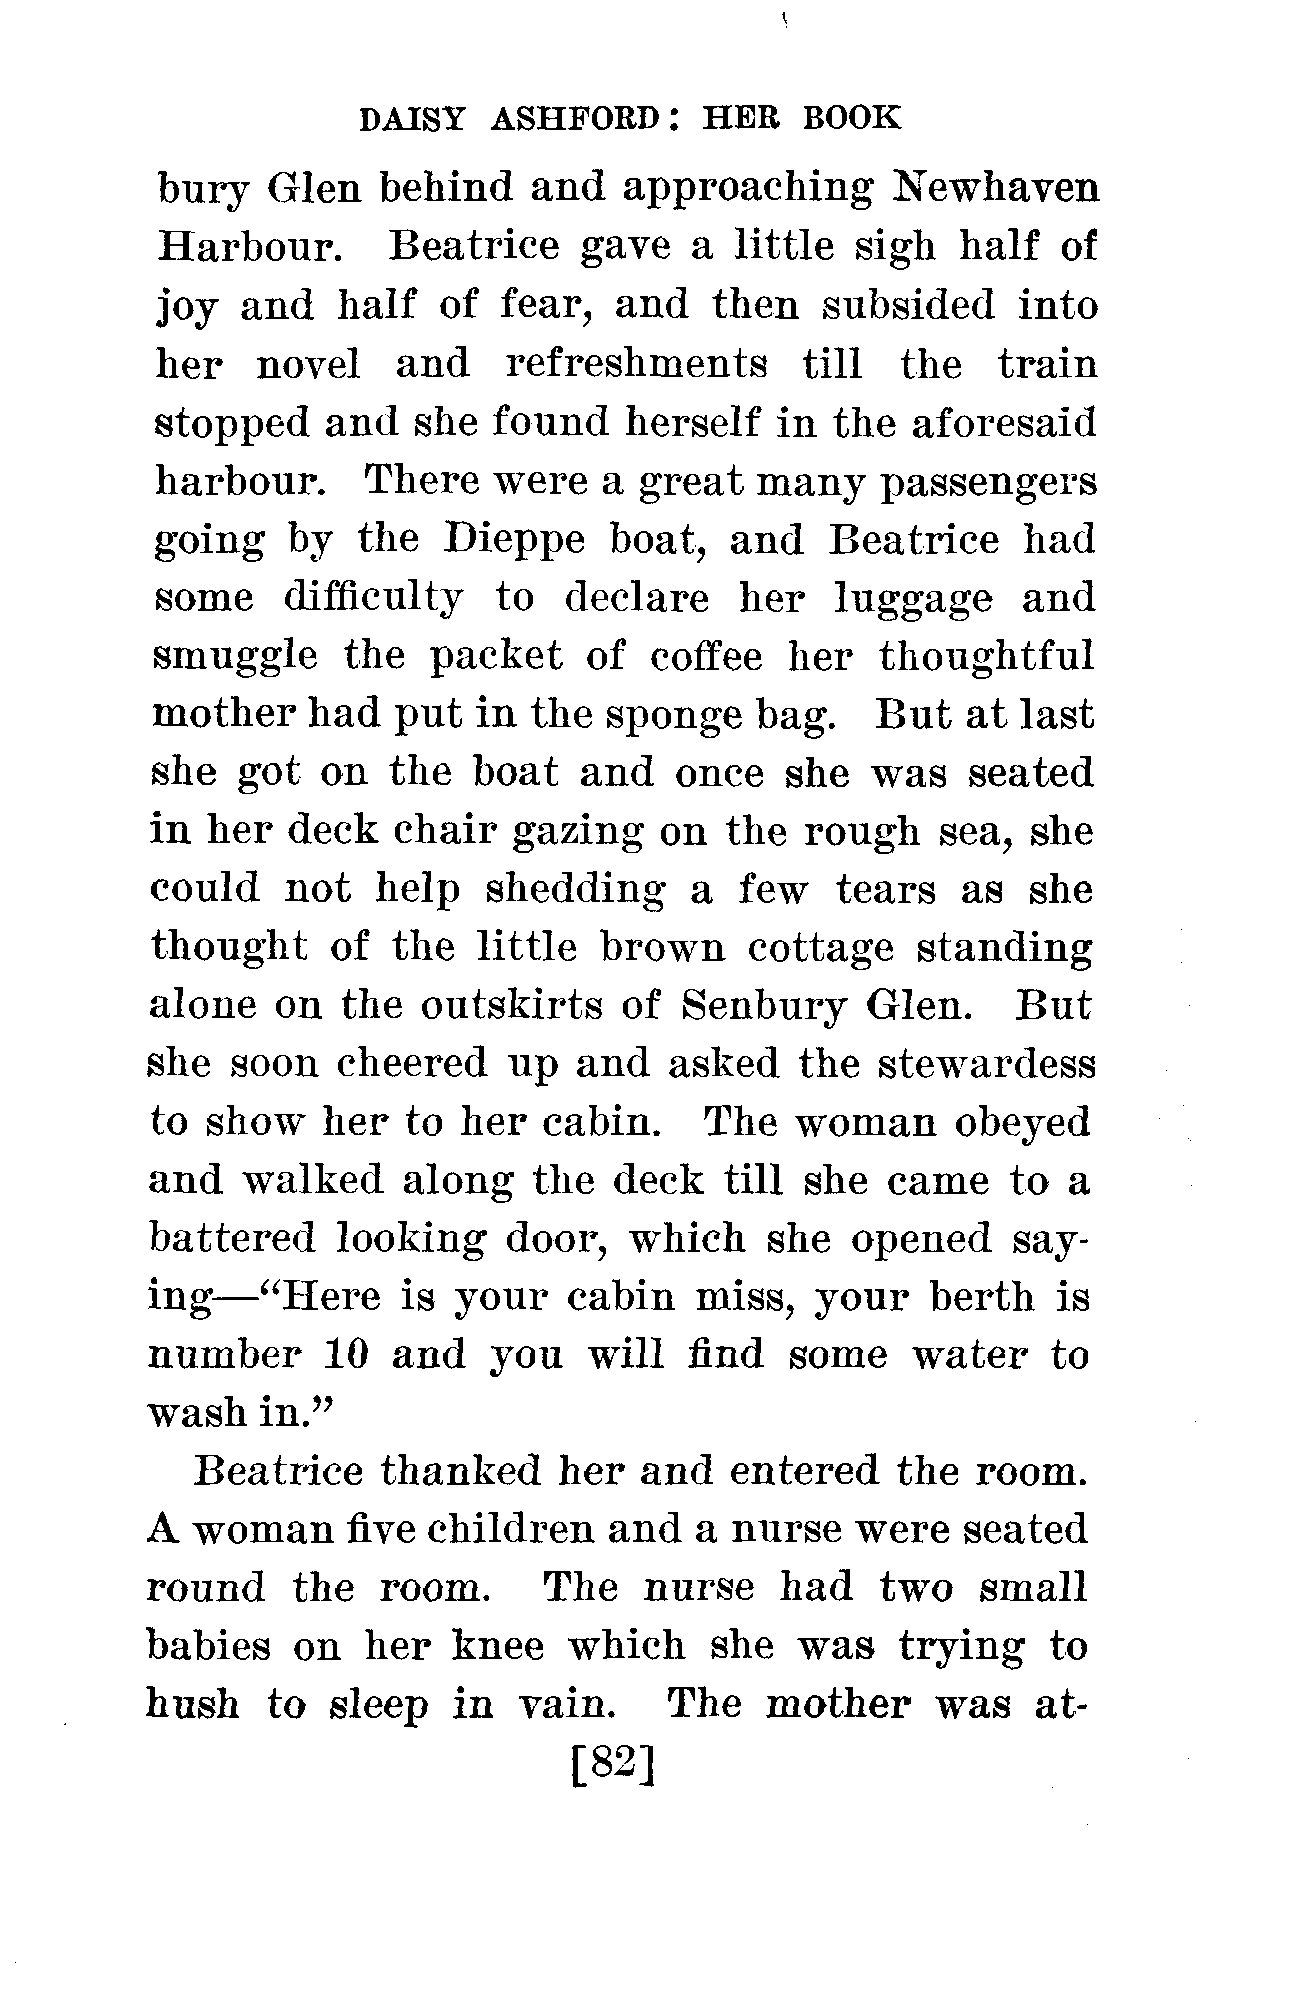 DAISY ASHFORD: HER BOOK
bury Glen behind and approaching Newhaven
Harbour. Beatrice gave a little sigh half of
joy and half of fear, and then subsided into
her novel and refreshments till the train
stopped and she found herself in the aforesaid
harbour. There were a great many passengers
going by the Dieppe boat, and Beatrice had
some difficulty to declare her luggage and
smuggle the packet of coffee her thoughtful
mother had put in the sponge bag. But at last
she got on the boat and once she was seated
in her deck chair gazing on the rough sea, she
could not help shedding a few tears as she
thought of the little brown cottage standing
alone on the outskirts of Senbury Glen. But
she soon cheered up and asked the stewardess
to show her to her cabin. The woman obeyed
and walked along the deck till she came to a
battered looking door, which she opened say-
ing—“Here is your cabin miss, your berth is
number 10 and you will find some water to
wash in.”
Beatrice thanked her and entered the room.
A woman five children and a nurse were seated
round the room. The nurse had two small
babies on her knee which she was trying to
hush to sleep in vain. The mother was at-
[82]